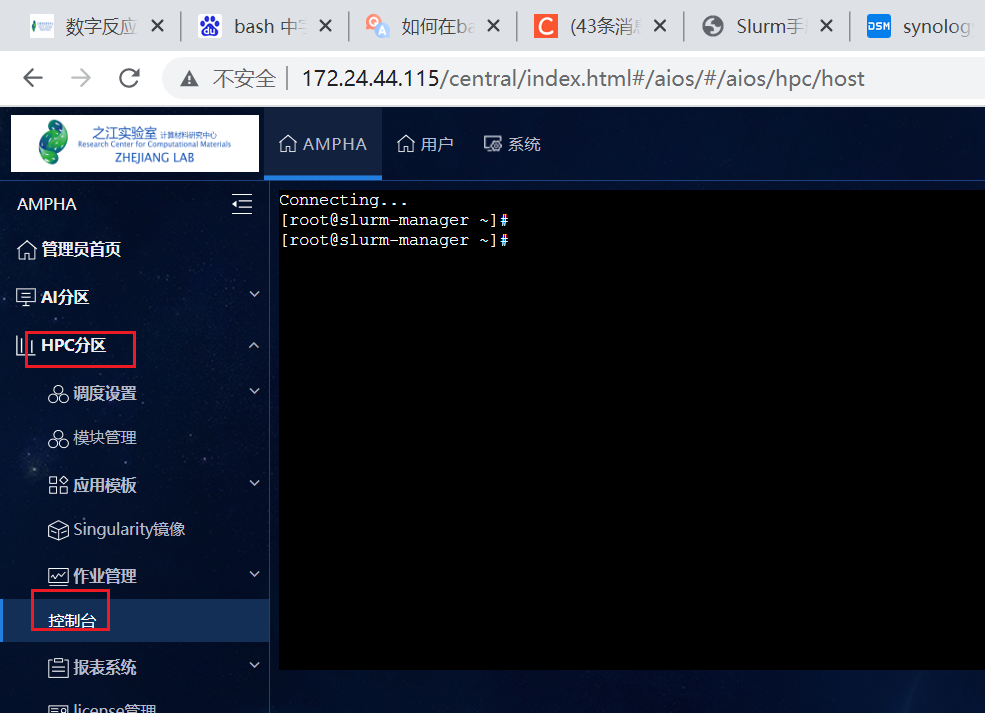 数字反应
bash 中
如何在ba
(43条消
Slurm手
synolog
不安全 172.24.44.115/central/index.html#/aios/#/aios/hpc/host
之江实验室 计算材料研究中心
Research Center for Computational Materials
ZHEJIANG LAB
AMPHA
用户
系统
AMPHA
管理员首页
AI分区
HPC分区
调度设置
模块管理
应用模板
Singularity镜像
作业管理
控制台
报表系统
license管理
Connecting...
[root@slurm-manager ~]#
[root@slurm-manager ~]#